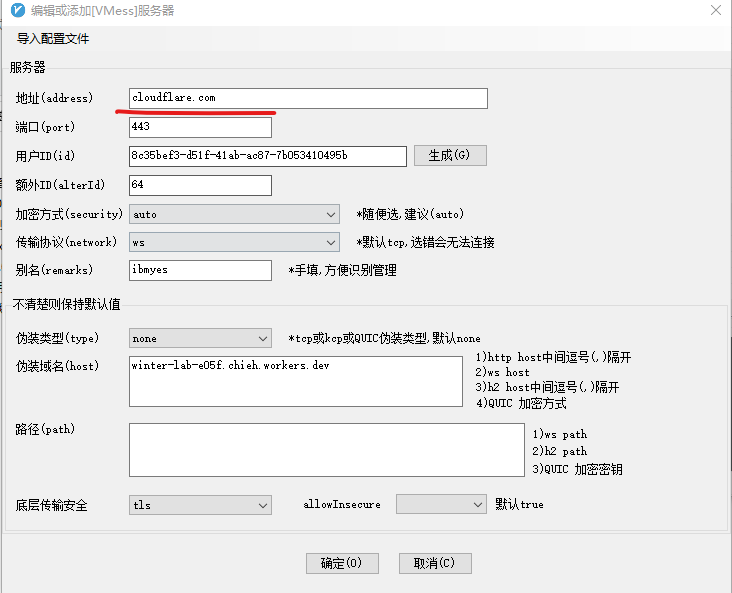 编辑或添加[VMess]服务器
导入配置文件
服务器
地址(address) cloudflare.com
端口(port) 443
用户ID(id) 8c35bef3-d51f-41ab-ac87-7b053410495b 生成(G)
额外ID(alterId) 64
加密方式(security) auto *随便选,建议(auto)
传输协议(network) ws *默认tcp,选错会无法连接
别名(remarks) ibmyes *手填,方便识别管理
不清楚则保持默认值
伪装类型(type) none *tcp或kcp或QUIC伪装类型,默认none
伪装域名(host) winter-lab-e05f.chieh.workers.dev 1)http host中间逗号(,)隔开
2)ws host
3)h2 host中间逗号(,)隔开
4)QUIC 加密方式
路径(path) 1)ws path
2)h2 path
3)QUIC 加密密钥
底层传输安全 tls allowInsecure 默认true
确定(O) 取消(C)